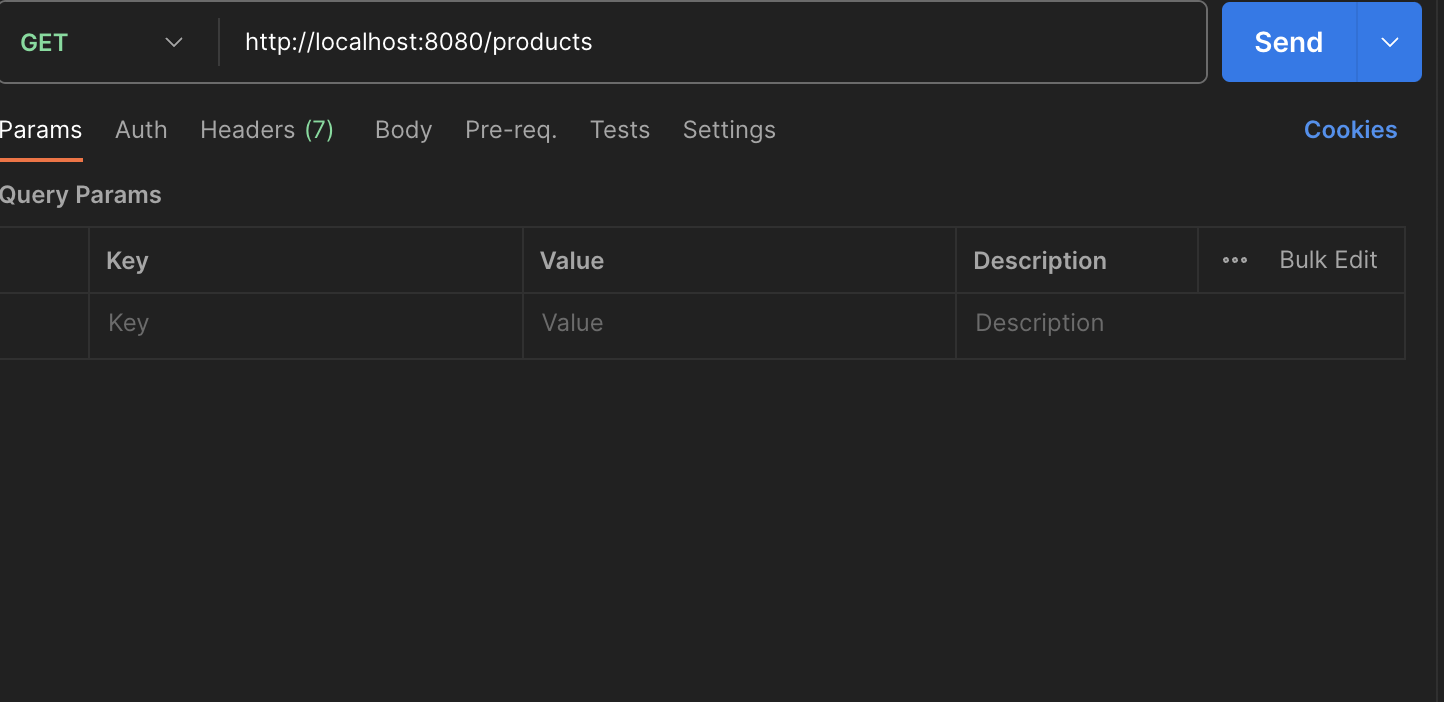 GET http://localhost:8080/products Send
Params Auth Headers (7) Body Pre-req. Tests Settings Cookies
Query Params
Key Value Description Bulk Edit
Key Value Description